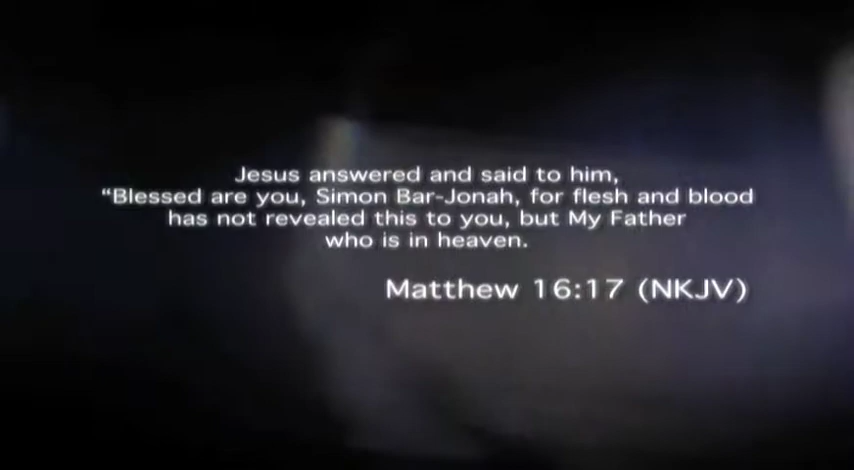 Jesus answered and said to him,
“Blessed are you, Simon Bar-Jonah, for flesh and blood
has not revealed this to you, but My Father
who is in heaven.
Matthew 16:17 (NKJV)